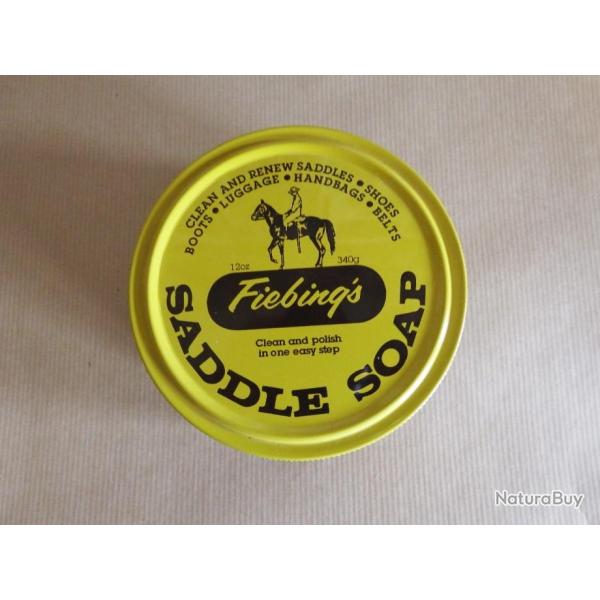 CLEAN AND RENEW SADDLES • SHOES
BOOTS • LUGGAGE • HANDBAGS • BELTS
12oz 340g
Fiebing's
Clean and polish
in one easy step
SADDLE SOAP
NaturaBuy